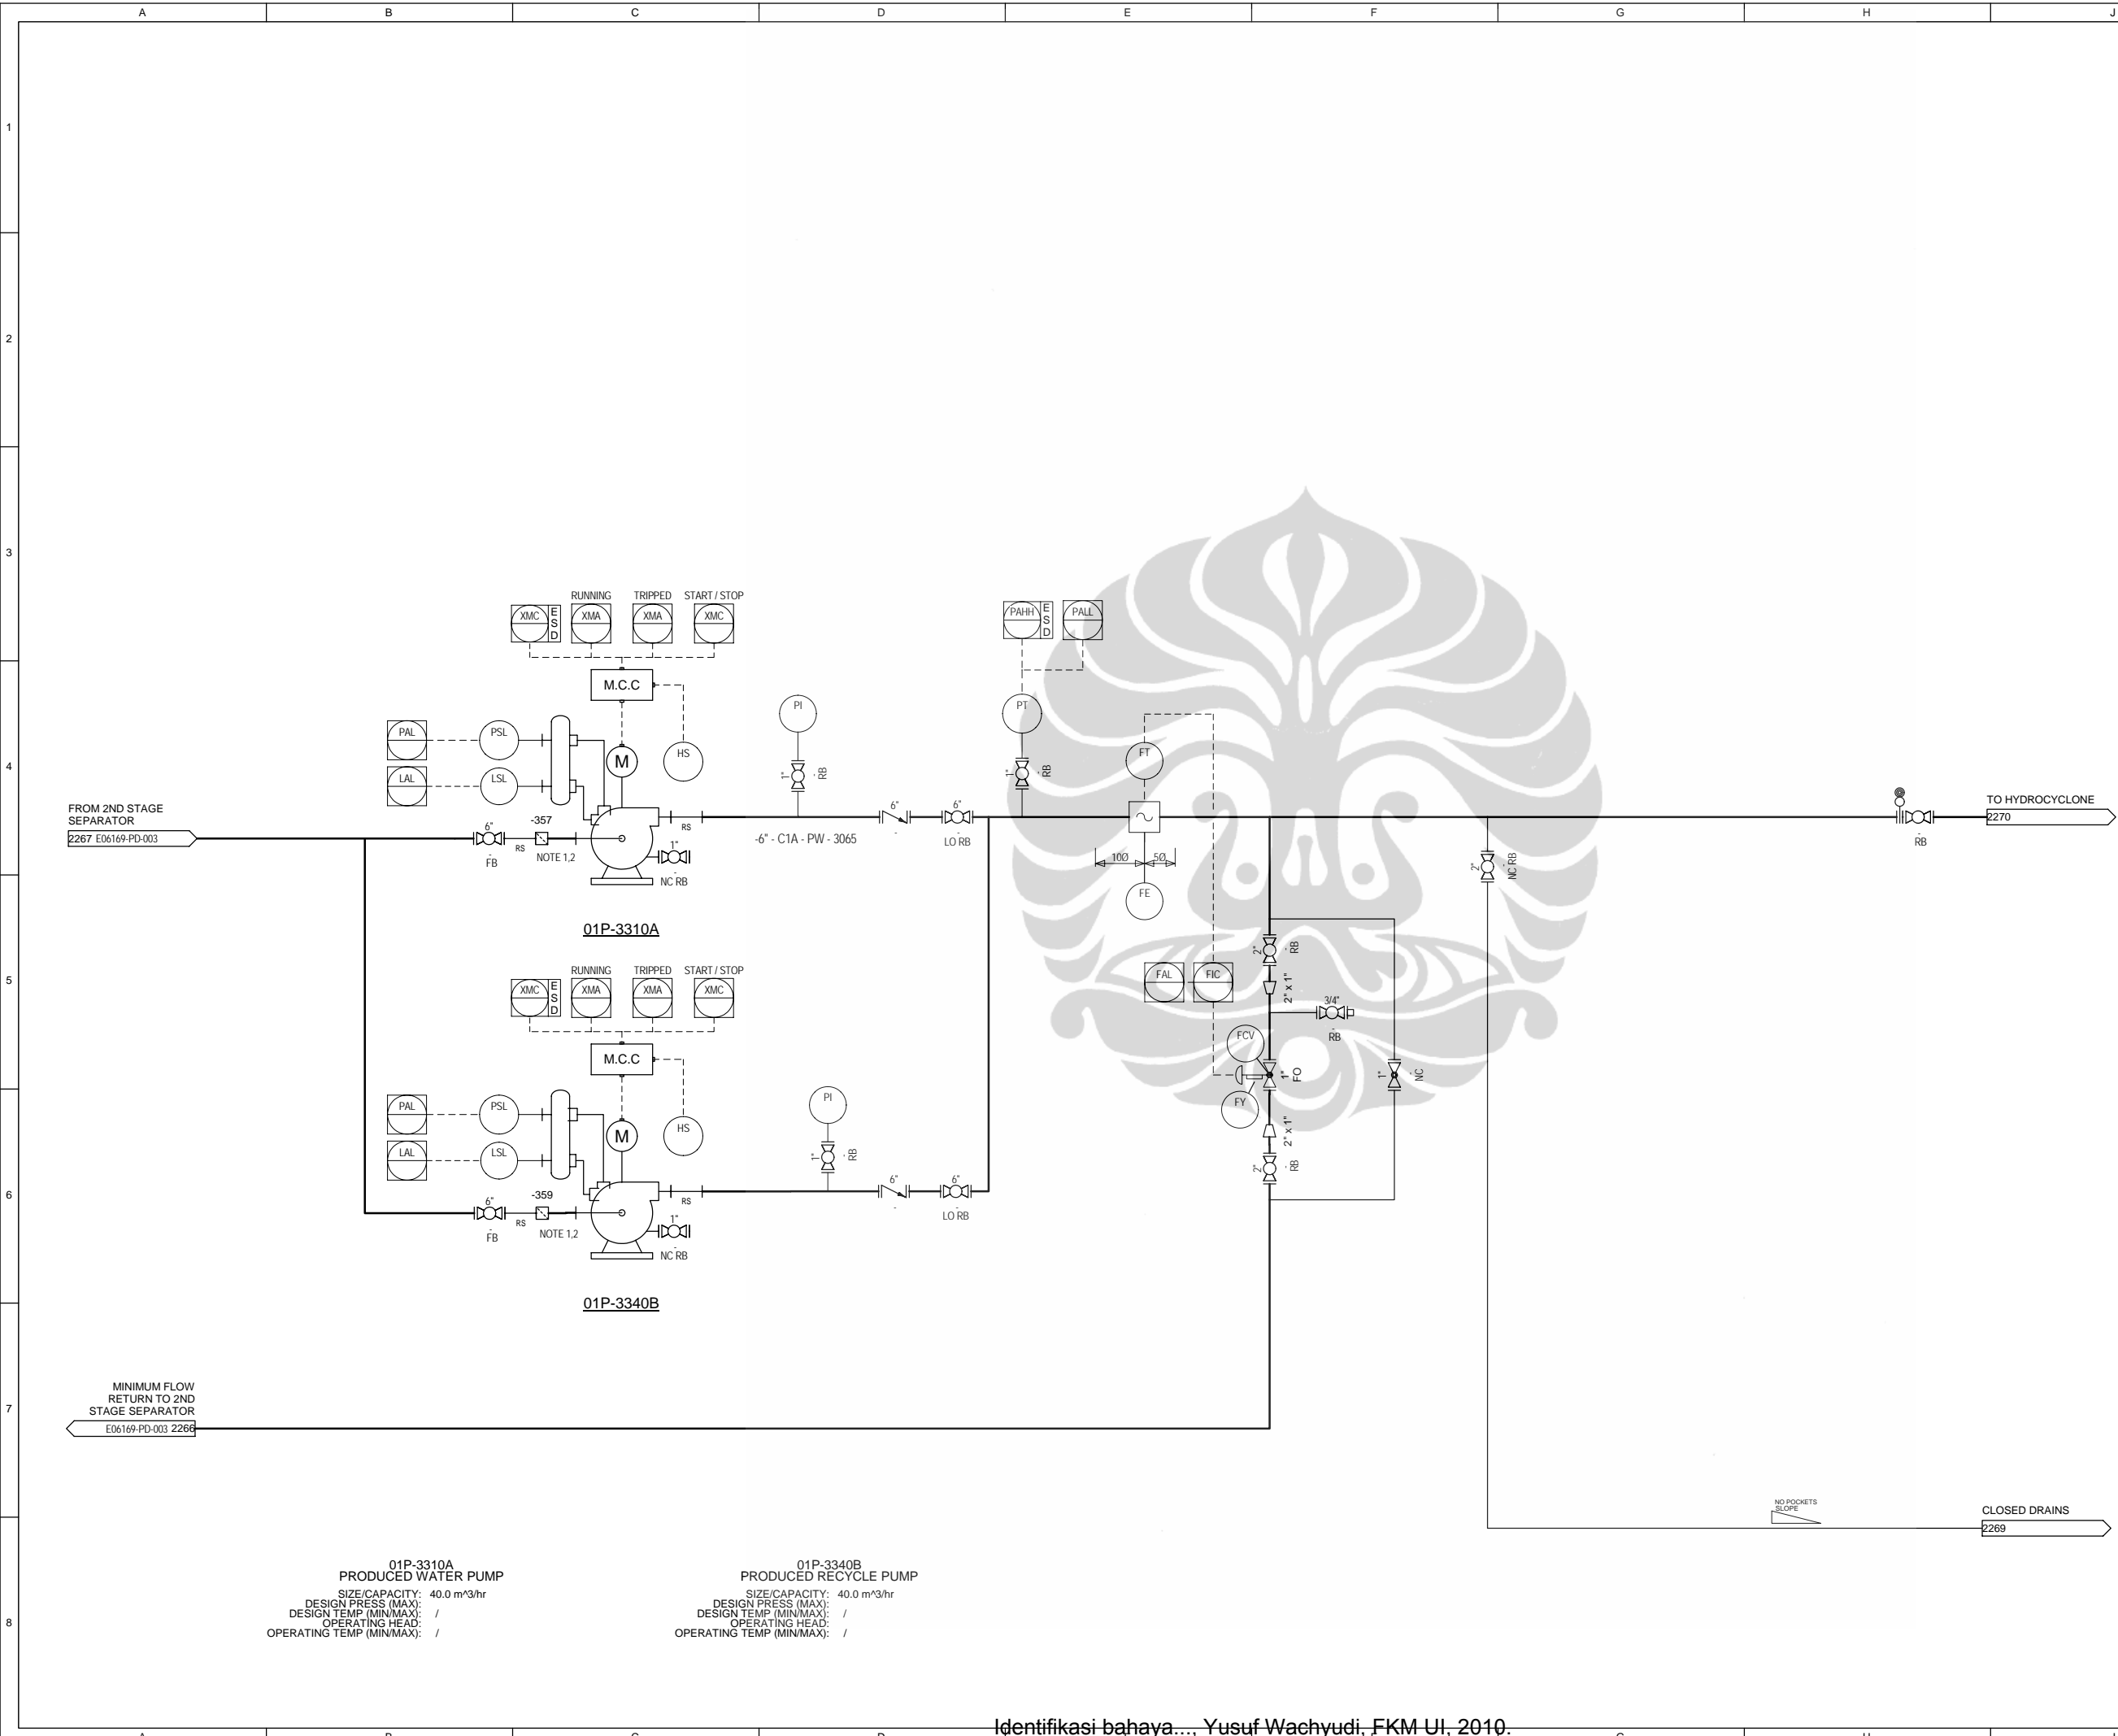 A B C D E F G H J
1
2
3
4
5
6
7
8
RUNNING TRIPPED START / STOP
XMC ESD XMA XMA XMC
M.C.C
PAL PSL
LAL LSL
M
HS
PI
1"
- RB
PAHH ESD PALL
PT
1"
- RB
FT
FROM 2ND STAGE
SEPARATOR
2267 E06169-PD-003
6"
-
FB
RS
-357
NOTE 1,2
1"
-
NC RB
RS
-6" - C1A - PW - 3065
6"
-
6"
-
LO RB
10Ø 5Ø
FE
2"
- NC RB
-
RB
TO HYDROCYCLONE
2270
01P-3310A
RUNNING TRIPPED START / STOP
XMC ESD XMA XMA XMC
M.C.C
PAL PSL
LAL LSL
M
HS
PI
1"
- RB
6"
-
FB
RS
-359
NOTE 1,2
1"
-
NC RB
RS
6"
-
6"
-
LO RB
01P-3340B
FAL FIC
2"
- RB
2" x 1"
3/4"
-
RB
FCV
1"
FO
FY
1"
- NC
2" x 1"
2"
- RB
MINIMUM FLOW
RETURN TO 2ND
STAGE SEPARATOR
E06169-PD-003 2266
NO POCKETS
SLOPE
CLOSED DRAINS
2269
01P-3310A
PRODUCED WATER PUMP
SIZE/CAPACITY: 40.0 m^3/hr
DESIGN PRESS (MAX):
DESIGN TEMP (MIN/MAX): /
OPERATING HEAD:
OPERATING TEMP (MIN/MAX): /
01P-3340B
PRODUCED RECYCLE PUMP
SIZE/CAPACITY: 40.0 m^3/hr
DESIGN PRESS (MAX):
DESIGN TEMP (MIN/MAX): /
OPERATING HEAD:
OPERATING TEMP (MIN/MAX): /
Identifikasi bahaya..., Yusuf Wachyudi, FKM UI, 2010.